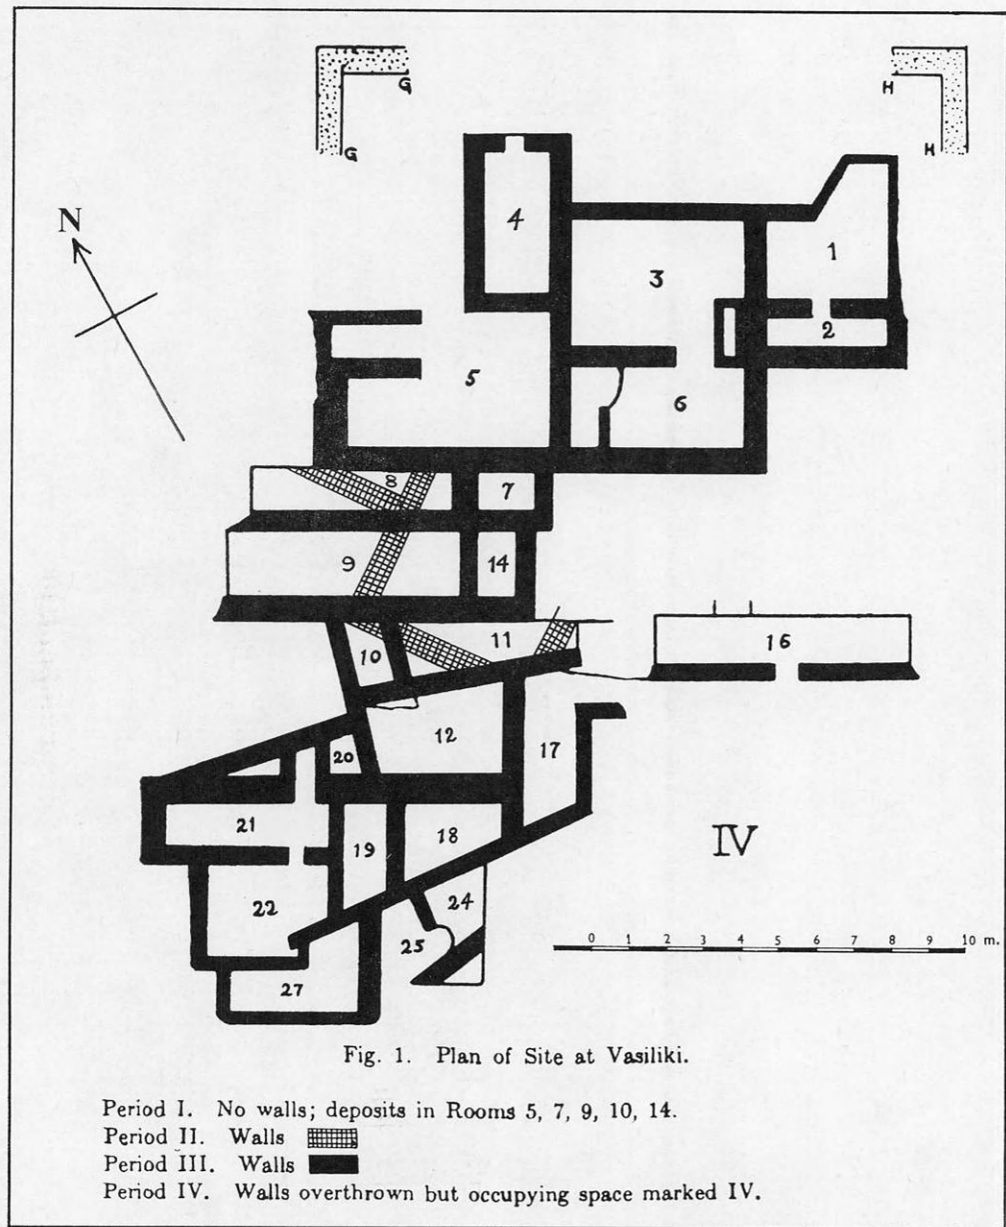 G H
G H
N
4
1
3
2
5
6
8
7
9
14
11
16
10
12
17
20
21
18
19
IV
22
24
25
0 1 2 3 4 5 6 7 8 9 10 m.
27
Fig. 1. Plan of Site at Vasiliki.
Period I. No walls; deposits in Rooms 5, 7, 9, 10, 14.
Period II. Walls
Period III. Walls
Period IV. Walls overthrown but occupying space marked IV.